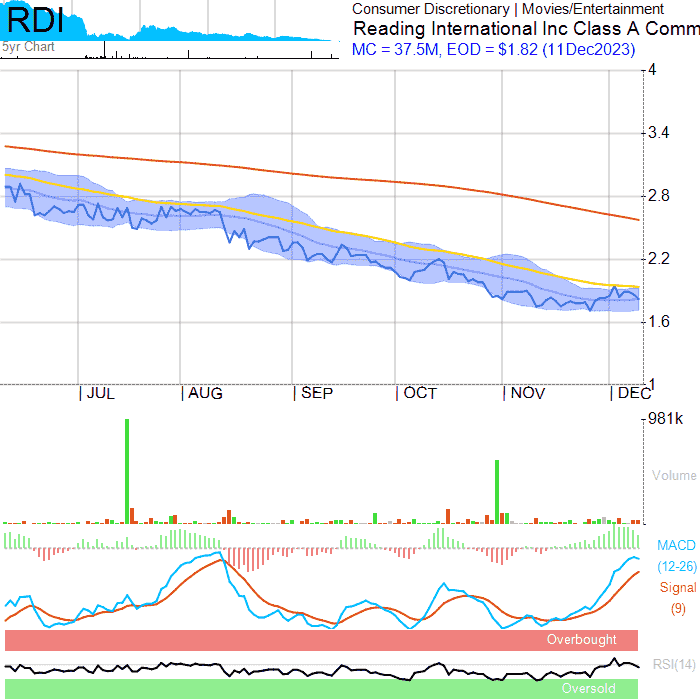 RDI
5yr Chart
Consumer Discretionary | Movies/Entertainment
Reading International Inc Class A Comm
MC = 37.5M, EOD = $1.82 (11Dec2023)
4
3.4
2.8
2.2
1.6
1
JUL AUG SEP OCT NOV DEC
981k
Volume
MACD
(12-26)
Signal
(9)
Overbought
RSI(14)
Oversold